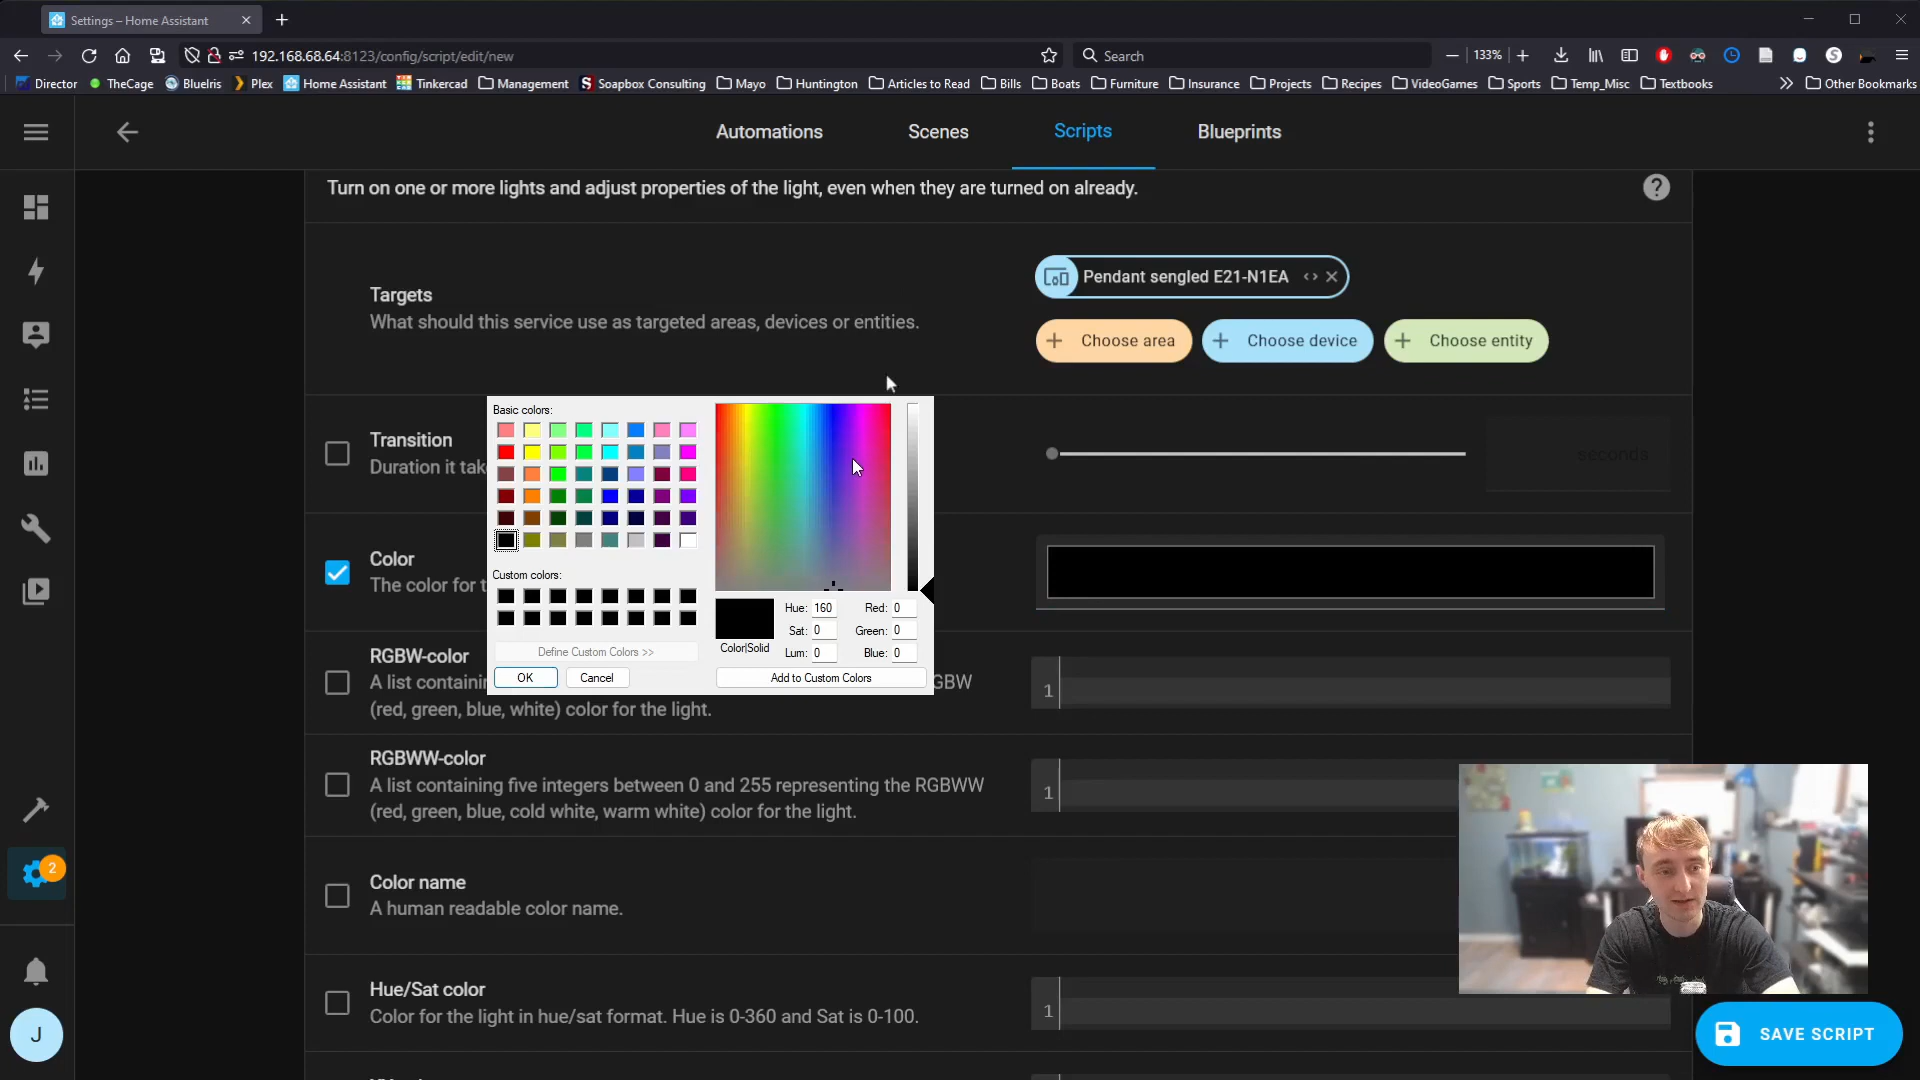 Settings – Home Assistant
192.168.68.64:8123/config/script/edit/new
Search
133%
Director
TheCage
BlueIris
Plex
Home Assistant
Tinkercad
Management
Soapbox Consulting
Mayo
Huntington
Articles to Read
Bills
Boats
Furniture
Insurance
Projects
Recipes
VideoGames
Sports
Temp_Misc
Textbooks
Other Bookmarks
Automations
Scenes
Scripts
Blueprints
Turn on one or more lights and adjust properties of the light, even when they are turned on already.
Targets
What should this service use as targeted areas, devices or entities.
Pendant sengled E21-N1EA
Choose area
Choose device
Choose entity
Transition
Duration it take
seconds
Color
The color for t
Basic colors:
Custom colors:
Define Custom Colors >>
OK
Cancel
Color|Solid
Hue: 160
Sat: 0
Lum: 0
Red: 0
Green: 0
Blue: 0
Add to Custom Colors
RGBW-color
A list containin
GBW
(red, green, blue, white) color for the light.
1
RGBWW-color
A list containing five integers between 0 and 255 representing the RGBWW
(red, green, blue, cold white, warm white) color for the light.
1
Color name
A human readable color name.
Hue/Sat color
Color for the light in hue/sat format. Hue is 0-360 and Sat is 0-100.
1
2
J
SAVE SCRIPT